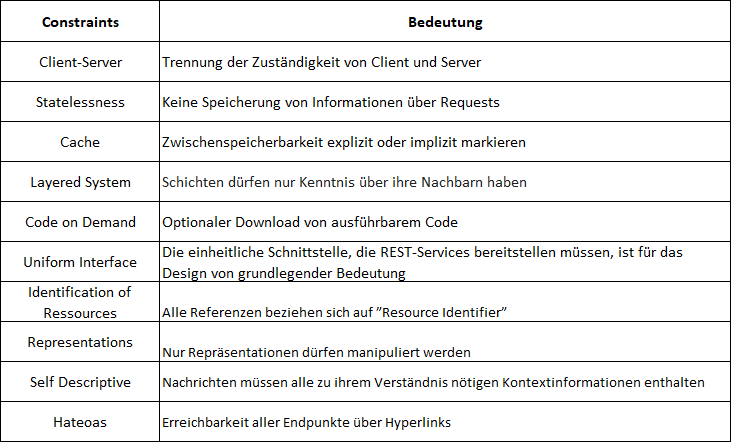 Constraints Bedeutung
Client-Server Trennung der Zuständigkeit von Client und Server
Statelessness Keine Speicherung von Informationen über Requests
Cache Zwischenspeicherbarkeit explizit oder implizit markieren
Layered System Schichten dürfen nur Kenntnis über ihre Nachbarn haben
Code on Demand Optionaler Download von ausführbarem Code
Uniform Interface Die einheitliche Schnittstelle, die REST-Services bereitstellen müssen, ist für das
Design von grundlegender Bedeutung
Identification of
Ressources Alle Referenzen beziehen sich auf ”Resource Identifier”
Representations Nur Repräsentationen dürfen manipuliert werden
Self Descriptive Nachrichten müssen alle zu ihrem Verständnis nötigen Kontextinformationen enthalten
Hateoas Erreichbarkeit aller Endpunkte über Hyperlinks